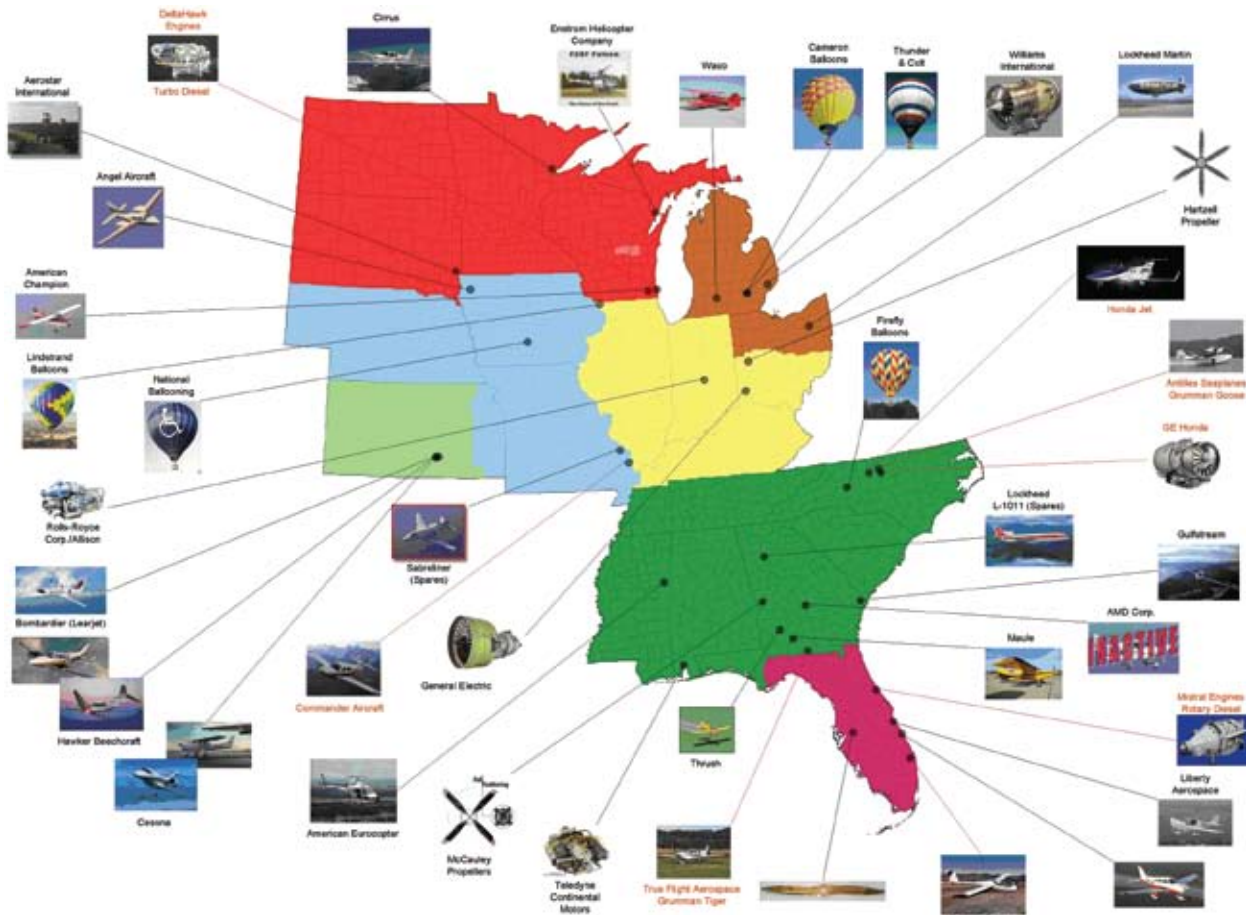 DeltaHawk
Engines
Turbo Diesel
Cirrus
Enstrom Helicopter
Company
Waco
Cameron
Balloons
Thunder
& Colt
Williams
International
Lockheed Martin
Aerostar
International
Angel Aircraft
Hartzell
Propeller
American
Champion
Honda Jet
Lindstrand
Balloons
National
Ballooning
Firefly
Balloons
Antilles Seaplanes
Grumman Goose
GE Honda
Rolls-Royce
Corp./Allison
Sabreliner
(Spares)
Lockheed
L-1011 (Spares)
Gulfstream
Bombardier (Learjet)
AMD Corp.
General Electric
Maule
Commander Aircraft
Mistral Engines
Rotary Diesel
Hawker Beechcraft
Thrush
Liberty
Aerospace
Cessna
American Eurocopter
McCauley
Propellers
Teledyne
Continental
Motors
True Flight Aerospace
Grumman Tiger